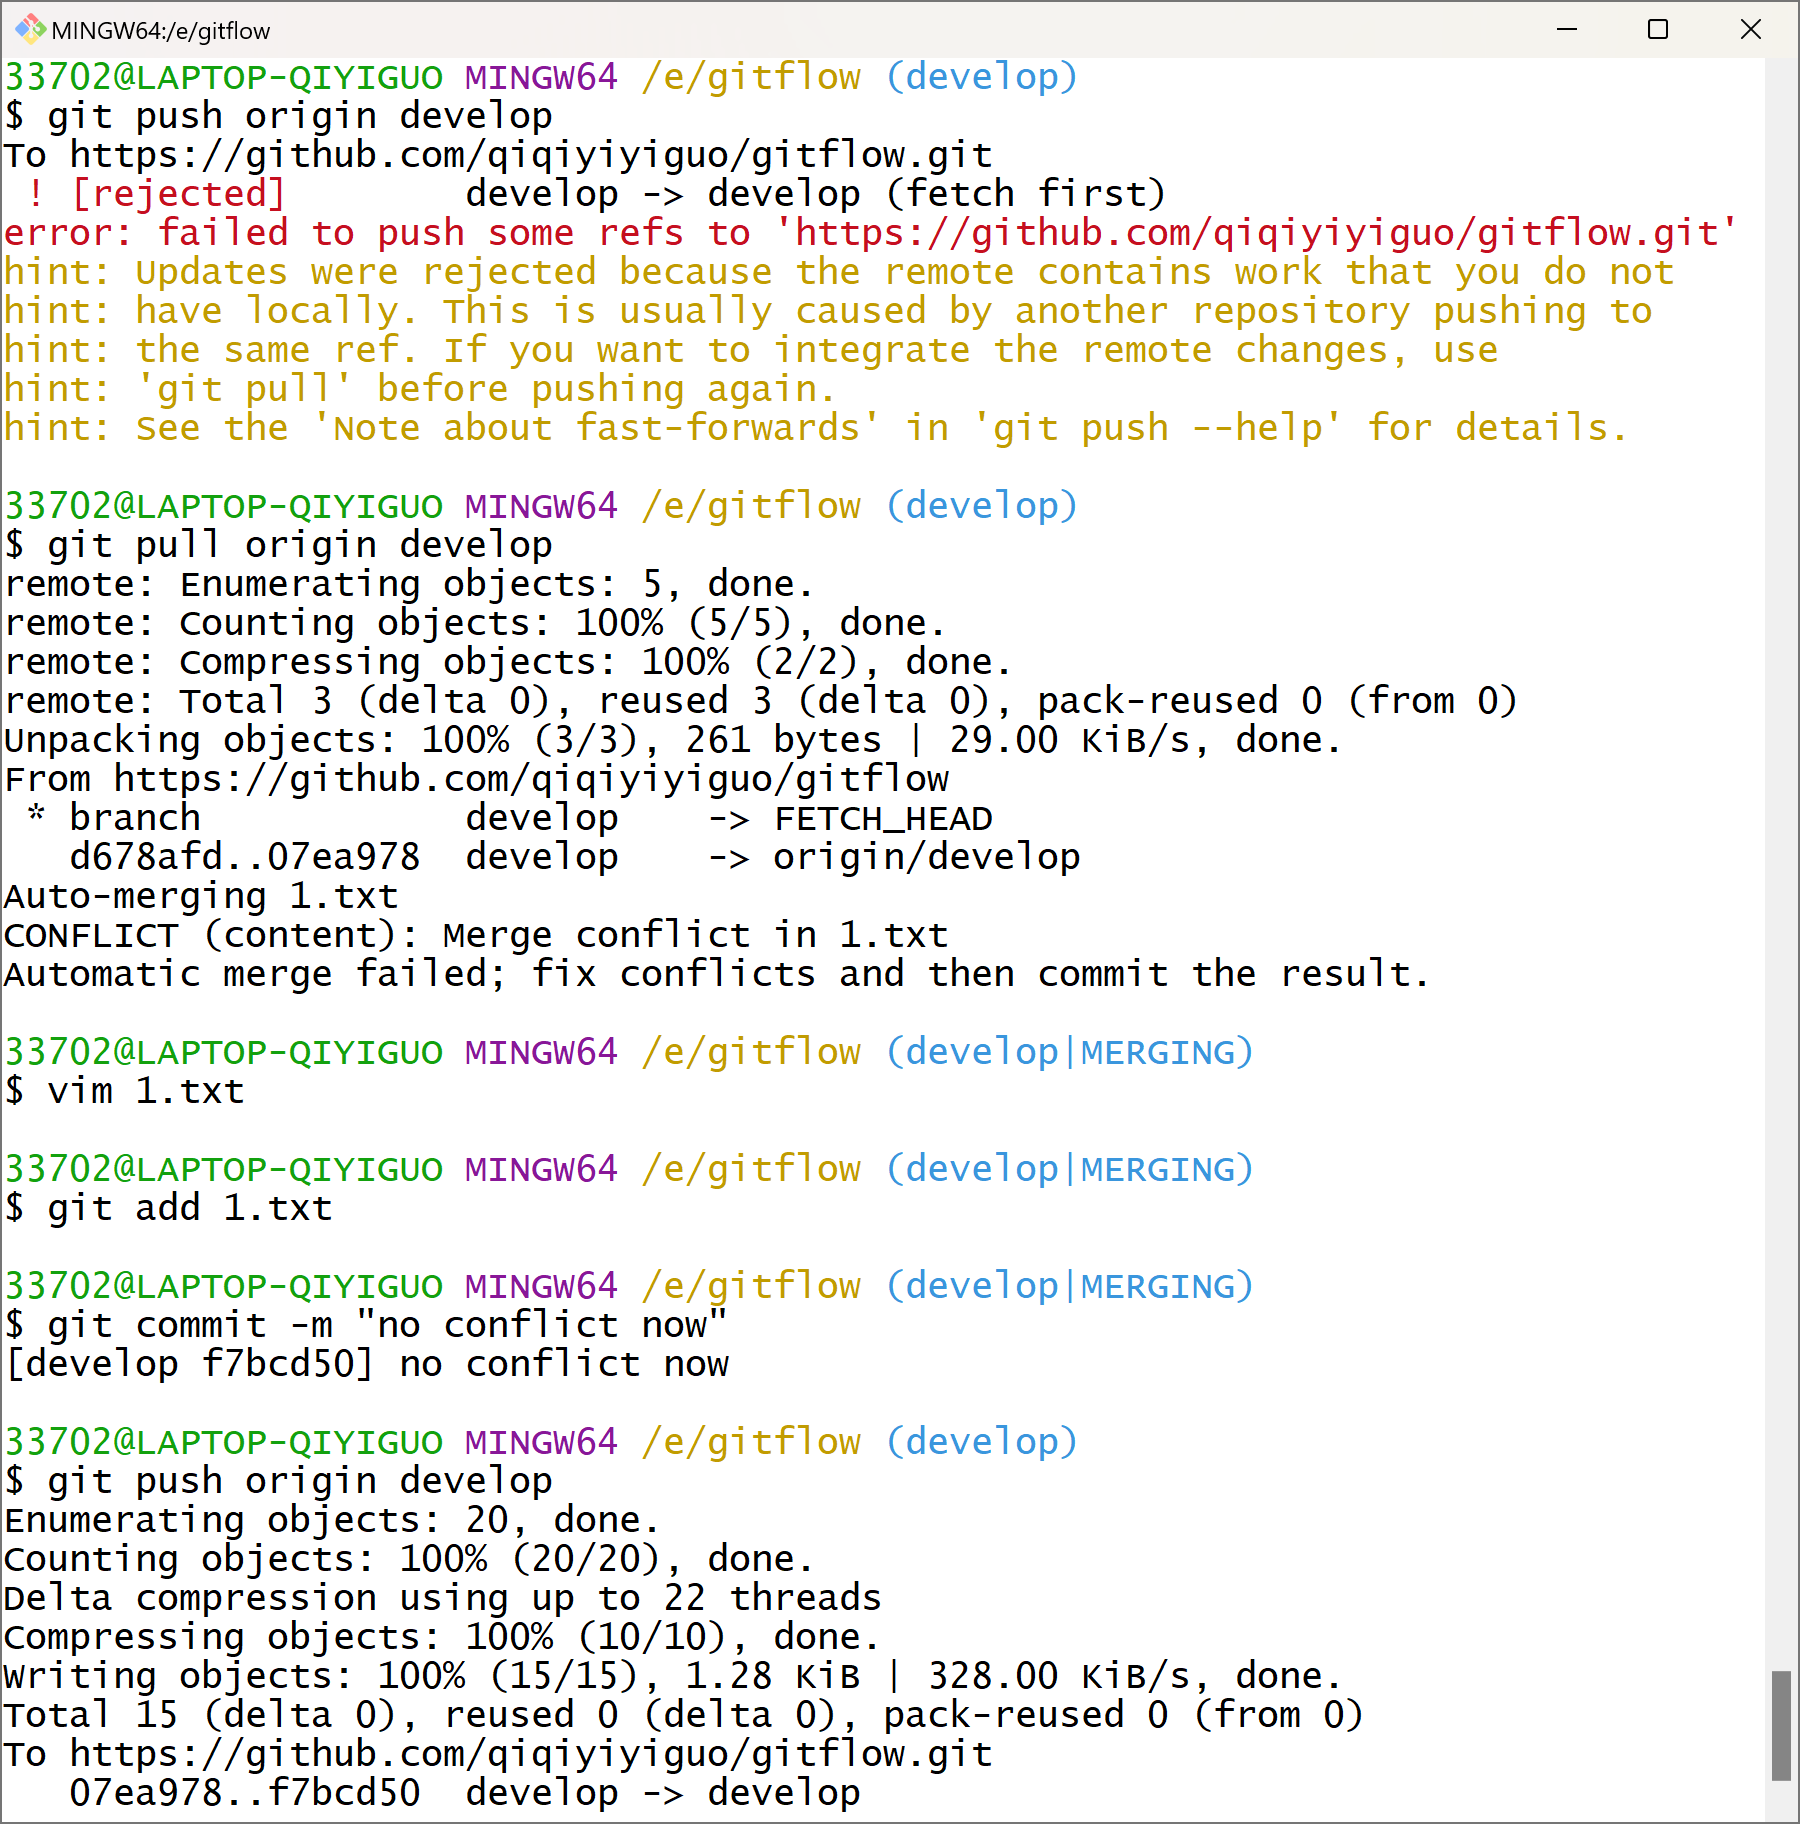 MINGW64:/e/gitflow
33702@LAPTOP-QIYIGUO MINGW64 /e/gitflow (develop)
$ git push origin develop
To https://github.com/qiqiyiyiguo/gitflow.git
 ! [rejected]        develop -> develop (fetch first)
error: failed to push some refs to 'https://github.com/qiqiyiyiguo/gitflow.git'
hint: Updates were rejected because the remote contains work that you do not
hint: have locally. This is usually caused by another repository pushing to
hint: the same ref. If you want to integrate the remote changes, use
hint: 'git pull' before pushing again.
hint: See the 'Note about fast-forwards' in 'git push --help' for details.
33702@LAPTOP-QIYIGUO MINGW64 /e/gitflow (develop)
$ git pull origin develop
remote: Enumerating objects: 5, done.
remote: Counting objects: 100% (5/5), done.
remote: Compressing objects: 100% (2/2), done.
remote: Total 3 (delta 0), reused 3 (delta 0), pack-reused 0 (from 0)
Unpacking objects: 100% (3/3), 261 bytes | 29.00 KiB/s, done.
From https://github.com/qiqiyiyiguo/gitflow
 * branch            develop    -> FETCH_HEAD
   d678afd..07ea978  develop    -> origin/develop
Auto-merging 1.txt
CONFLICT (content): Merge conflict in 1.txt
Automatic merge failed; fix conflicts and then commit the result.
33702@LAPTOP-QIYIGUO MINGW64 /e/gitflow (develop|MERGING)
$ vim 1.txt
33702@LAPTOP-QIYIGUO MINGW64 /e/gitflow (develop|MERGING)
$ git add 1.txt
33702@LAPTOP-QIYIGUO MINGW64 /e/gitflow (develop|MERGING)
$ git commit -m "no conflict now"
[develop f7bcd50] no conflict now
33702@LAPTOP-QIYIGUO MINGW64 /e/gitflow (develop)
$ git push origin develop
Enumerating objects: 20, done.
Counting objects: 100% (20/20), done.
Delta compression using up to 22 threads
Compressing objects: 100% (10/10), done.
Writing objects: 100% (15/15), 1.28 KiB | 328.00 KiB/s, done.
Total 15 (delta 0), reused 0 (delta 0), pack-reused 0 (from 0)
To https://github.com/qiqiyiyiguo/gitflow.git
   07ea978..f7bcd50  develop -> develop